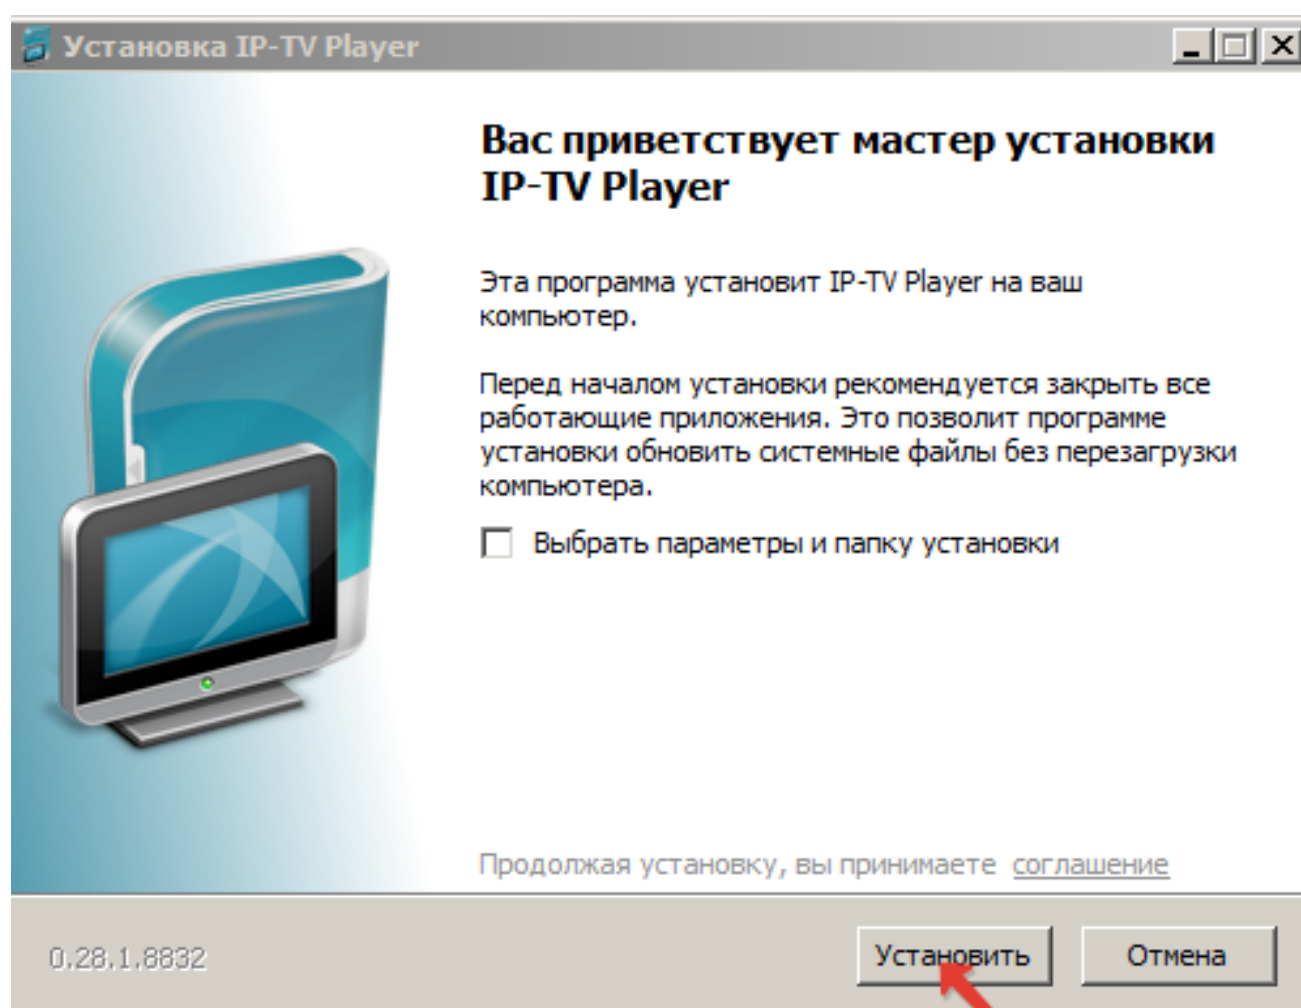 Установка IP-TV Player
Вас приветствует мастер установки
IP-TV Player
Эта программа установит IP-TV Player на ваш
компьютер.
Перед началом установки рекомендуется закрыть все
работающие приложения. Это позволит программе
установки обновить системные файлы без перезагрузки
компьютера.
Выбрать параметры и папку установки
Продолжая установку, вы принимаете соглашение
0.28.1.8832
Установить
Отмена